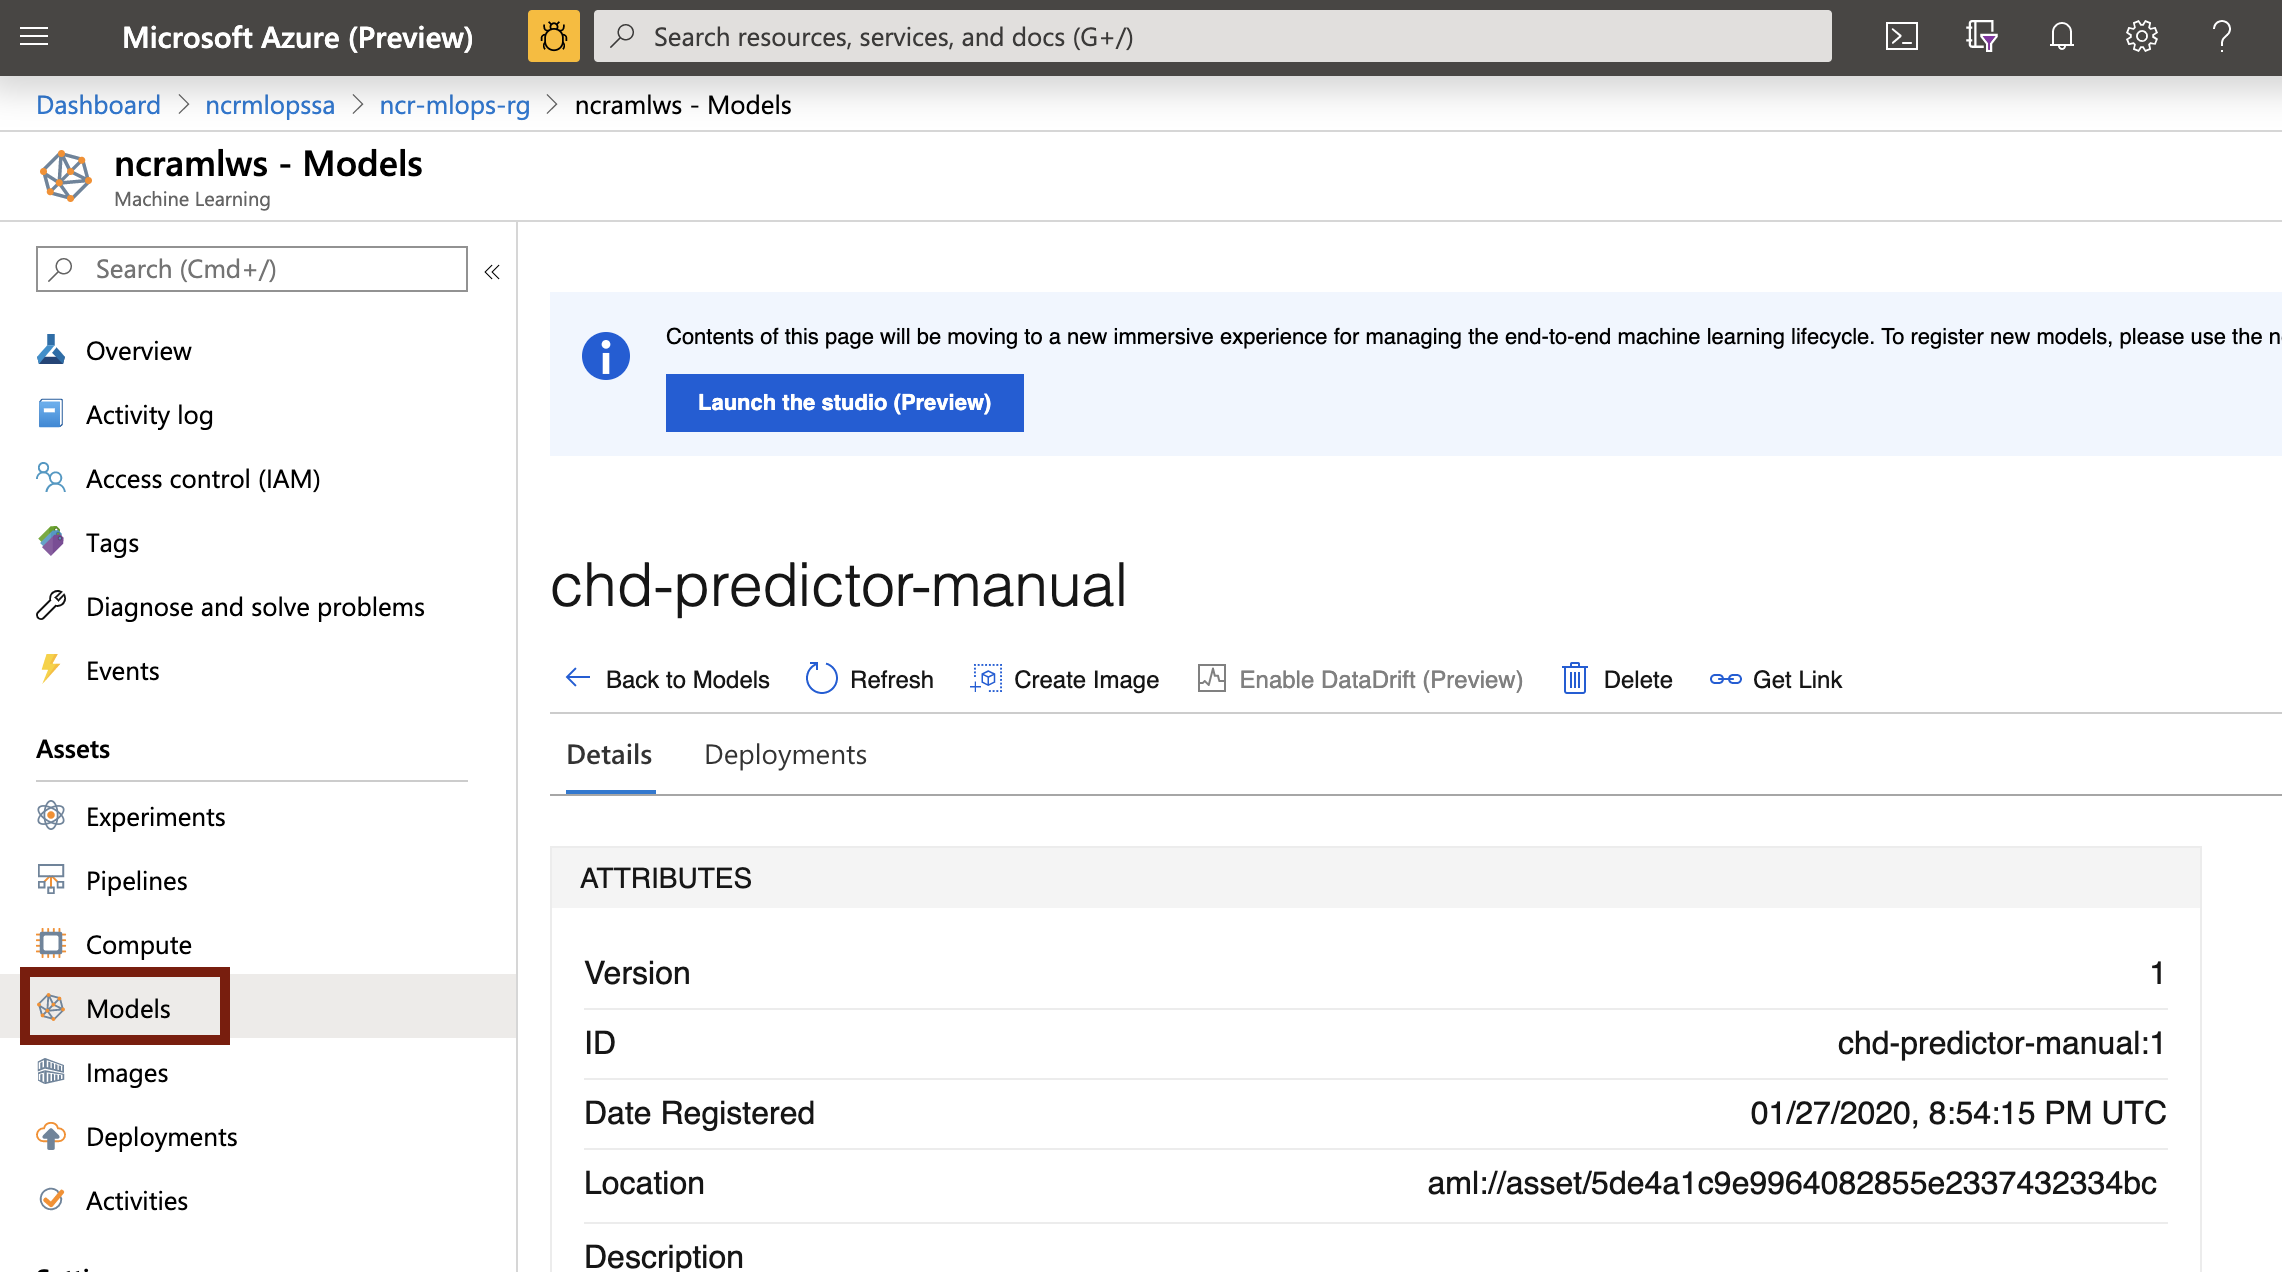 Microsoft Azure (Preview)
Search resources, services, and docs (G+/)
Dashboard > ncrmlopssa > ncr-mlops-rg > ncramlws - Models
ncramlws - Models
Machine Learning
Search (Cmd+/)
«
Overview
Activity log
Access control (IAM)
Tags
Diagnose and solve problems
Events
Assets
Experiments
Pipelines
Compute
Models
Images
Deployments
Activities
Contents of this page will be moving to a new immersive experience for managing the end-to-end machine learning lifecycle. To register new models, please use the
Launch the studio (Preview)
chd-predictor-manual
Back to Models Refresh Create Image Enable DataDrift (Preview) Delete Get Link
Details Deployments
ATTRIBUTES
Version 1
ID chd-predictor-manual:1
Date Registered 01/27/2020, 8:54:15 PM UTC
Location aml://asset/5de4a1c9e9964082855e2337432334bc
Description